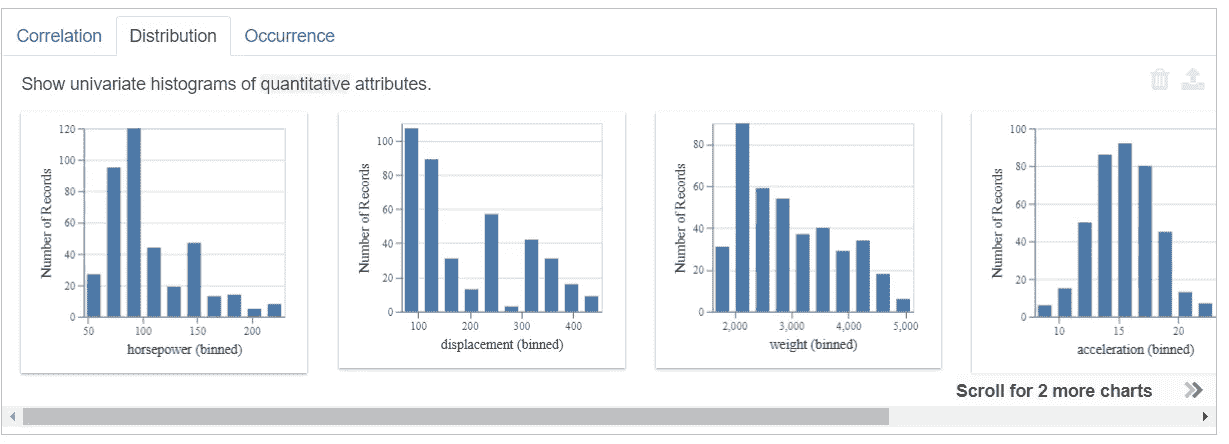 Correlation Distribution Occurrence
Show univariate histograms of quantitative attributes.
Number of Records
120
100
80
60
40
20
0
50 100 150 200
horsepower (binned)
Number of Records
100
80
60
40
20
0
100 200 300 400
displacement (binned)
Number of Records
80
60
40
20
0
2,000 3,000 4,000 5,000
weight (binned)
Number of Records
100
80
60
40
20
0
10 15 20
acceleration (binned)
Scroll for 2 more charts